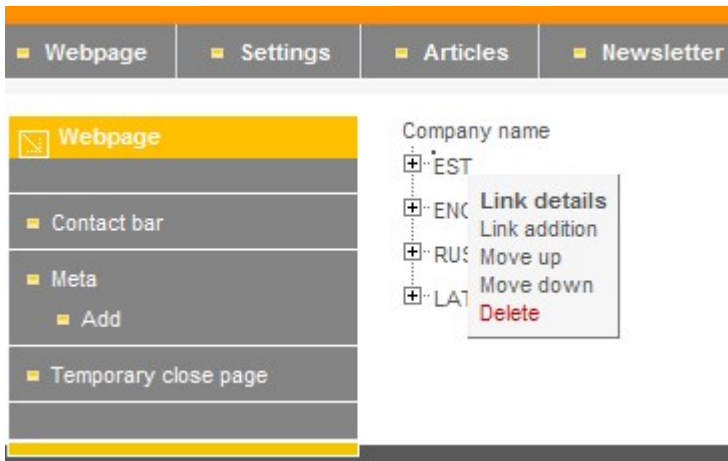 Webpage
Settings
Articles
Newsletter
Webpage
Contact bar
Meta
Add
Temporary close page
Company name
EST
Link details
Link addition
Move up
Move down
Delete